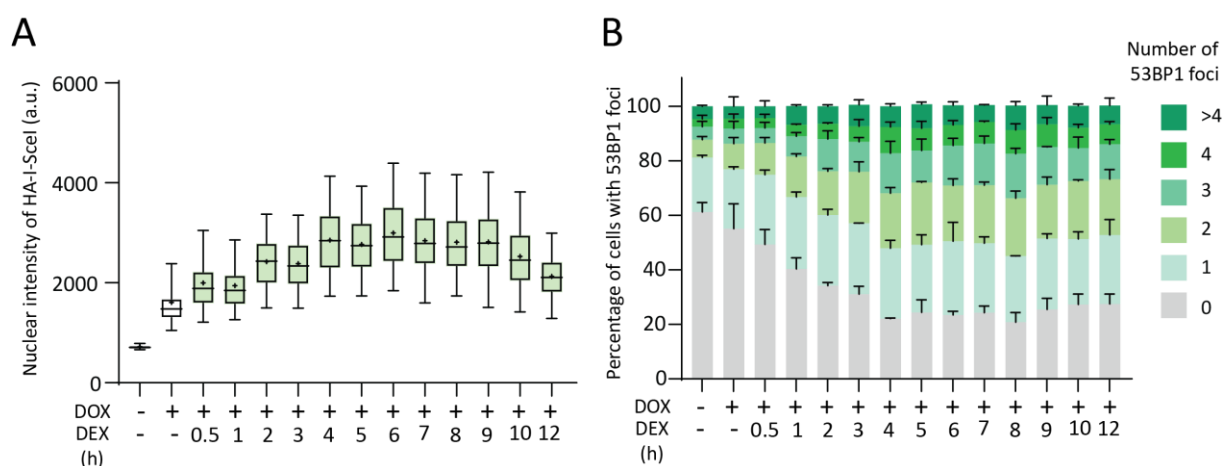 A
Nuclear intensity of HA-I-SceI (a.u.)
6000
4000
2000
0
DOX - + + + + + + + + + + + + +
DEX - - 0.5 1 2 3 4 5 6 7 8 9 10 12
(h)
B
Percentage of cells with 53BP1 foci
100
80
60
40
20
0
DOX - + + + + + + + + + + + + +
DEX - - 0.5 1 2 3 4 5 6 7 8 9 10 12
(h)
Number of
53BP1 foci
>4
4
3
2
1
0